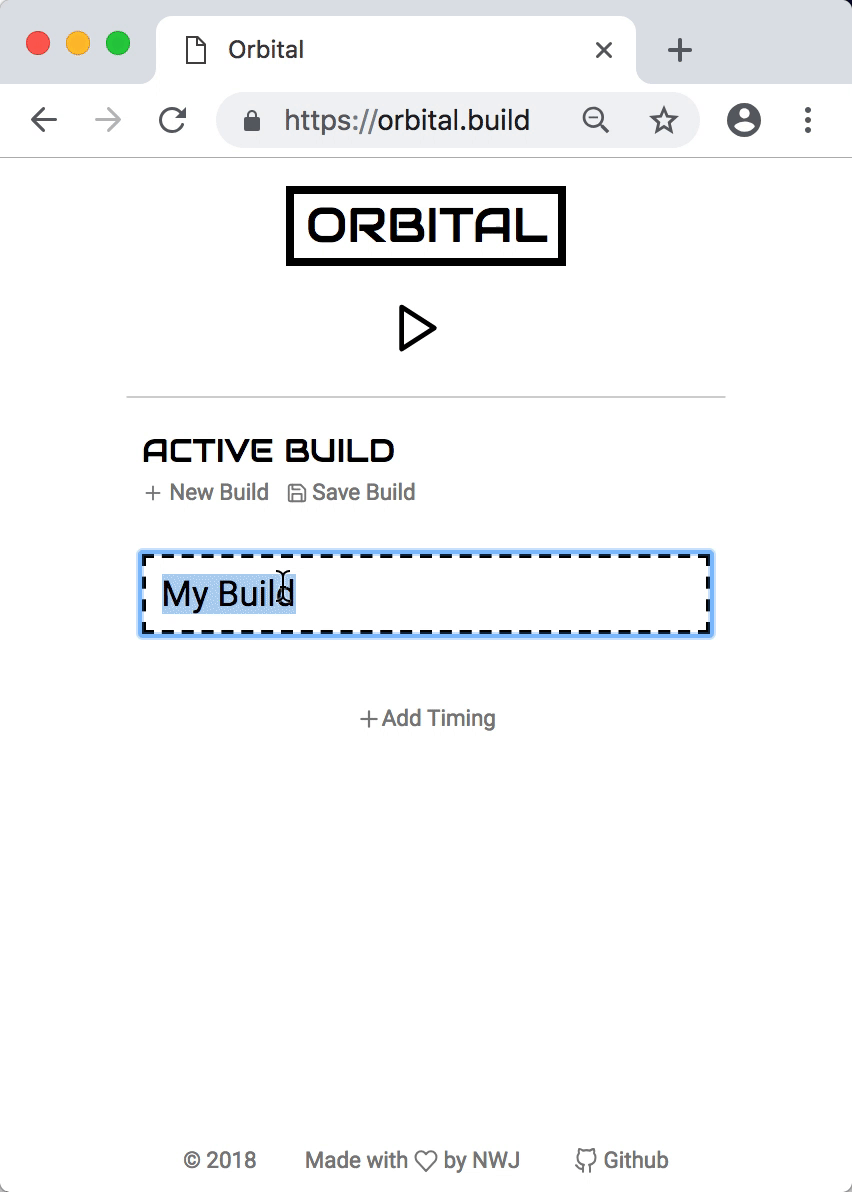 Orbital
https://orbital.build
ORBITAL
ACTIVE BUILD
+ New Build Save Build
My Build
+ Add Timing
© 2018 Made with ♡ by NWJ Github